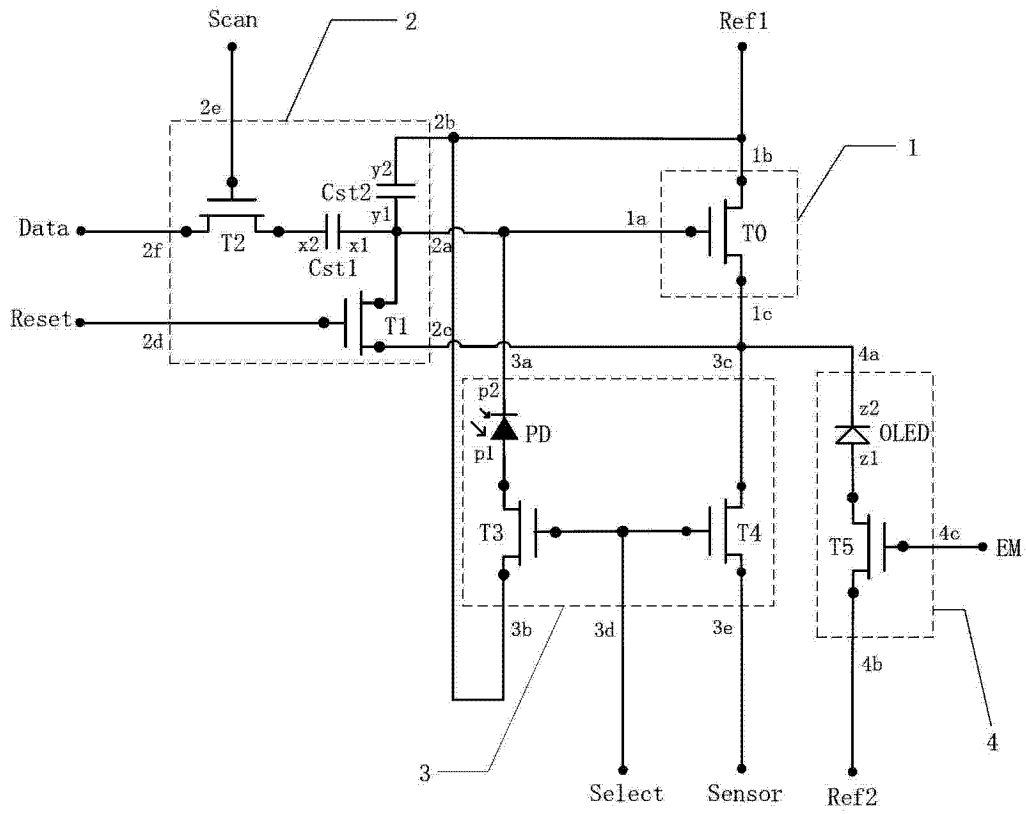 Scan
2
Ref1
2e
2b
1b
1
y2
Cst2
y1
1a
T0
Data
2f
T2
x2
x1
Cst1
2a
Reset
2d
T1
2c
1c
3a
3c
4a
p2
PD
p1
z2
OLED
z1
T3
T4
T5
4c
EM
3b
3d
3e
4b
3
4
Select
Sensor
Ref2